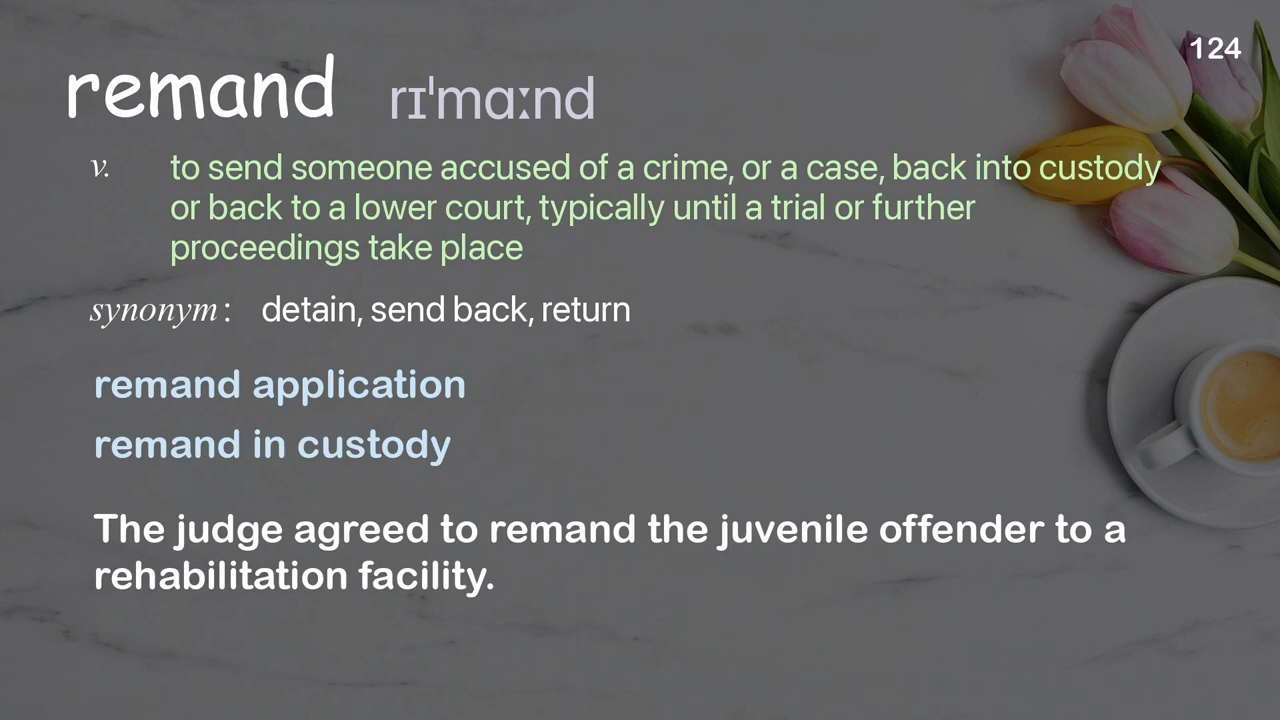 124
remand rɪˈmɑːnd
v. to send someone accused of a crime, or a case, back into custody
or back to a lower court, typically until a trial or further
proceedings take place
synonym: detain, send back, return
remand application
remand in custody
The judge agreed to remand the juvenile offender to a
rehabilitation facility.